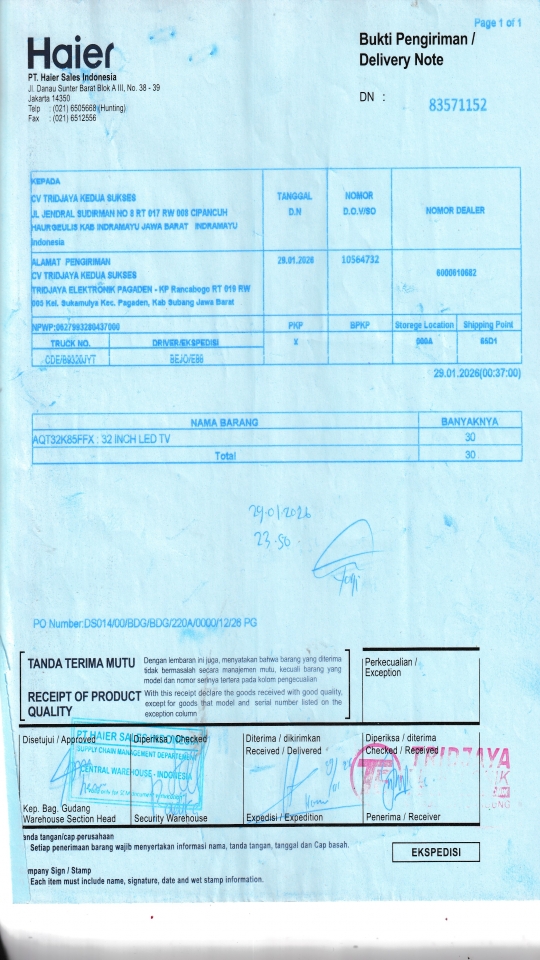 Page 1 of 1
Haier
Bukti Pengiriman /
Delivery Note
PT. Haier Sales Indonesia
Jl. Danau Sunter Barat Blok A III, No. 38 - 39
Jakarta 14350
Telp : (021) 6505668 (Hunting)
Fax : (021) 6512556
DN : 83571152
KEPADA
CV TRIDJAYA KEDUA SUKSES
JL JENDRAL SUDIRMAN NO 8 RT 017 RW 008 CIPANCUH
HAURGEULIS KAB INDRAMAYU JAWA BARAT INDRAMAYU
Indonesia
TANGGAL
D.N
NOMOR
D.O.V/SO
NOMOR DEALER
ALAMAT PENGIRIMAN
CV TRIDJAYA KEDUA SUKSES
TRIDJAYA ELEKTRONIK PAGADEN - KP Rancabogo RT 019 RW
003 Kel. Sukamulya Kec. Pagaden, Kab Subang Jawa Barat
29.01.2026
10564732
6000010682
NPWP:0627993280437000
PKP
BPKP
Storege Location
Shipping Point
TRUCK NO.
DRIVER/EKSPEDISI
X
CDE/B9320JYT
BEJO/EB9
29.01.2026(00:37:00)
NAMA BARANG
BANYAKNYA
AQT32K85FFX : 32 INCH LED TV
30
Total
30
29.01.2026
23.50
PO Number:DS014/00/BDG/BDG/220A/0000/12/26 PG
TANDA TERIMA MUTU
Dengan lembaran ini juga, menyatakan bahwa barang yang diterima
tidak bermasalah secara manajemen mutu, kecuali barang yang
model dan nomor serinya tertera pada kolom pengecualian
RECEIPT OF PRODUCT
QUALITY
With this receipt declare the goods received with good quality,
except for goods that model and serial number listed on the
exception column
Perkecualian /
Exception
Disetujui / Approved
Diperiksa / Checked
Diterima / dikirimkan
Received / Delivered
Diperiksa / diterima
Checked / Received
PT HAIER SALES INDONESIA
SUPPLY CHAIN MANAGMENT DEPARTEMENT
CENTRAL WAREHOUSE - INDONESIA
TRIDJAYA
Kep. Bag. Gudang
Warehouse Section Head
Security Warehouse
Expedisi / Expedition
Penerima / Receiver
anda tangan/cap perusahaan
Setiap penerimaan barang wajib menyertakan informasi nama, tanda tangan, tanggal dan Cap basah.
EKSPEDISI
mpany Sign / Stamp
Each item must include name, signature, date and wet stamp information.